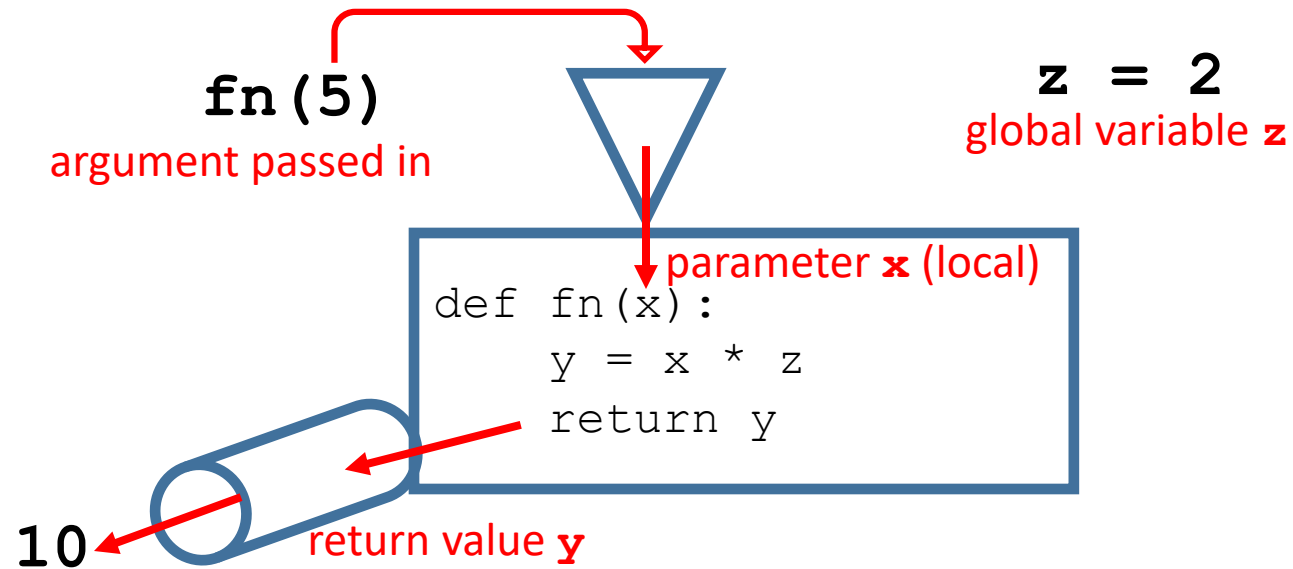 fn(5)
argument passed in
z = 2
global variable z
parameter x (local)
def fn(x):
    y = x * z
    return y
10
return value y